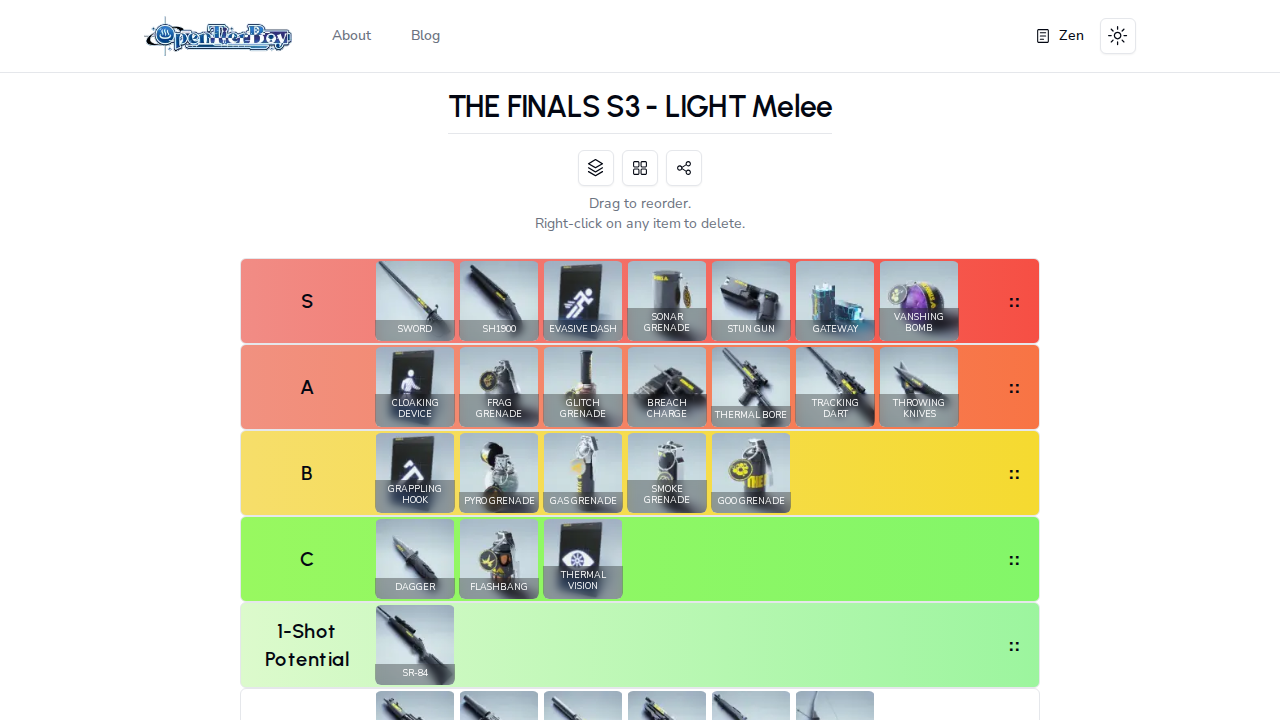 OpenTierBoy
About
Blog
Zen
THE FINALS S3 - LIGHT Melee
Drag to reorder.
Right-click on any item to delete.
S
SWORD
SH1900
EVASIVE DASH
SONAR
GRENADE
STUN GUN
GATEWAY
VANSHING
BOMB
::
A
CLOAKING
DEVICE
FRAG
GRENADE
GLITCH
GRENADE
BREACH
CHARGE
THERMAL BORE
TRACKING
DART
THROWING
KNIVES
::
B
GRAPPLING
HOOK
PYRO GRENADE
GAS GRENADE
SMOKE
GRENADE
GOO GRENADE
::
C
DAGGER
FLASHBANG
THERMAL
VISION
::
1-Shot
Potential
SR-84
::